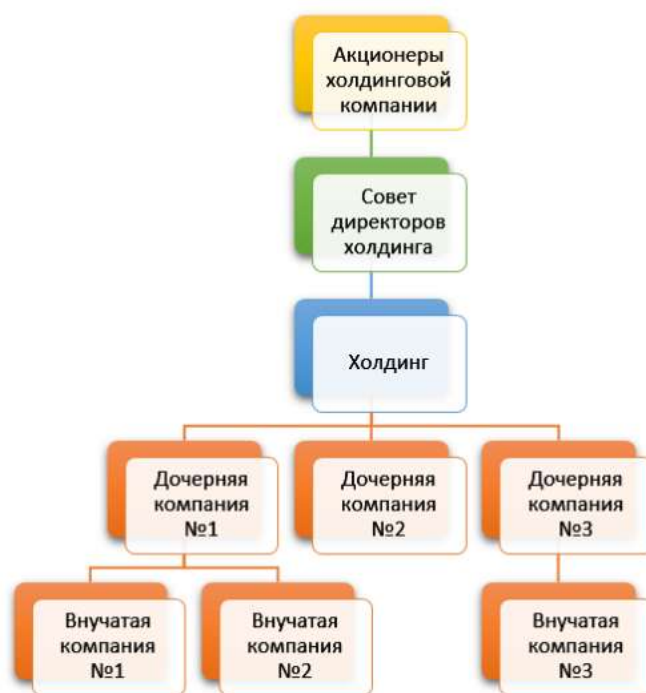 Акционеры
холдинговой
компании
Совет
директоров
холдинга
Холдинг
Дочерняя
компания
№1
Дочерняя
компания
№2
Дочерняя
компания
№3
Внучатая
компания
№1
Внучатая
компания
№2
Внучатая
компания
№3